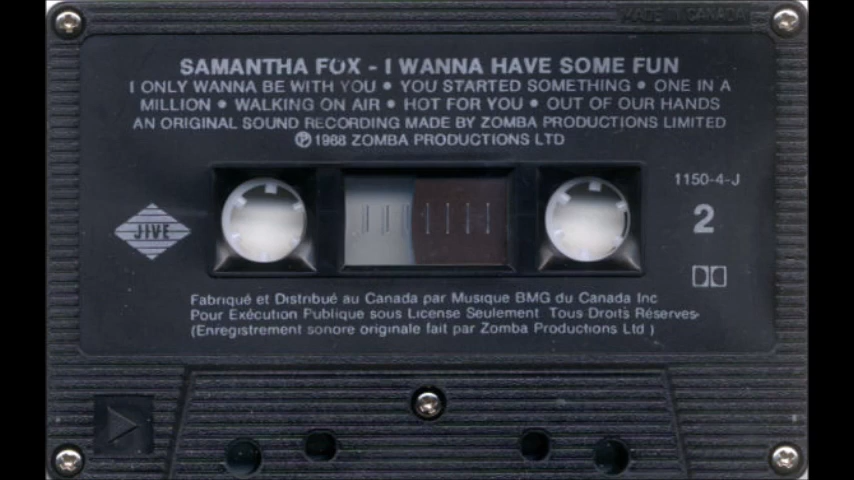 MADE IN CANADA
SAMANTHA FOX - I WANNA HAVE SOME FUN
I ONLY WANNA BE WITH YOU • YOU STARTED SOMETHING • ONE IN A
MILLION • WALKING ON AIR • HOT FOR YOU • OUT OF OUR HANDS
AN ORIGINAL SOUND RECORDING MADE BY ZOMBA PRODUCTIONS LIMITED
℗1988 ZOMBA PRODUCTIONS LTD
1150-4-J
JIVE
2
Fabriqué et Distribué au Canada par Musique BMG du Canada Inc
Pour Exécution Publique sous License Seulement Tous Droits Réserves
(Enregistrement sonore originale fait par Zomba Productions Ltd )